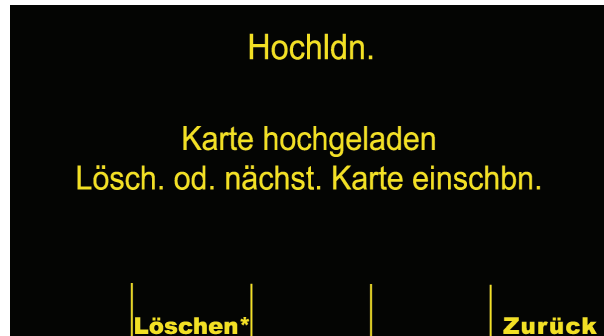 Hochldn.
Karte hochgeladen
Lösch. od. nächst. Karte einschbn.
Löschen* Zurück